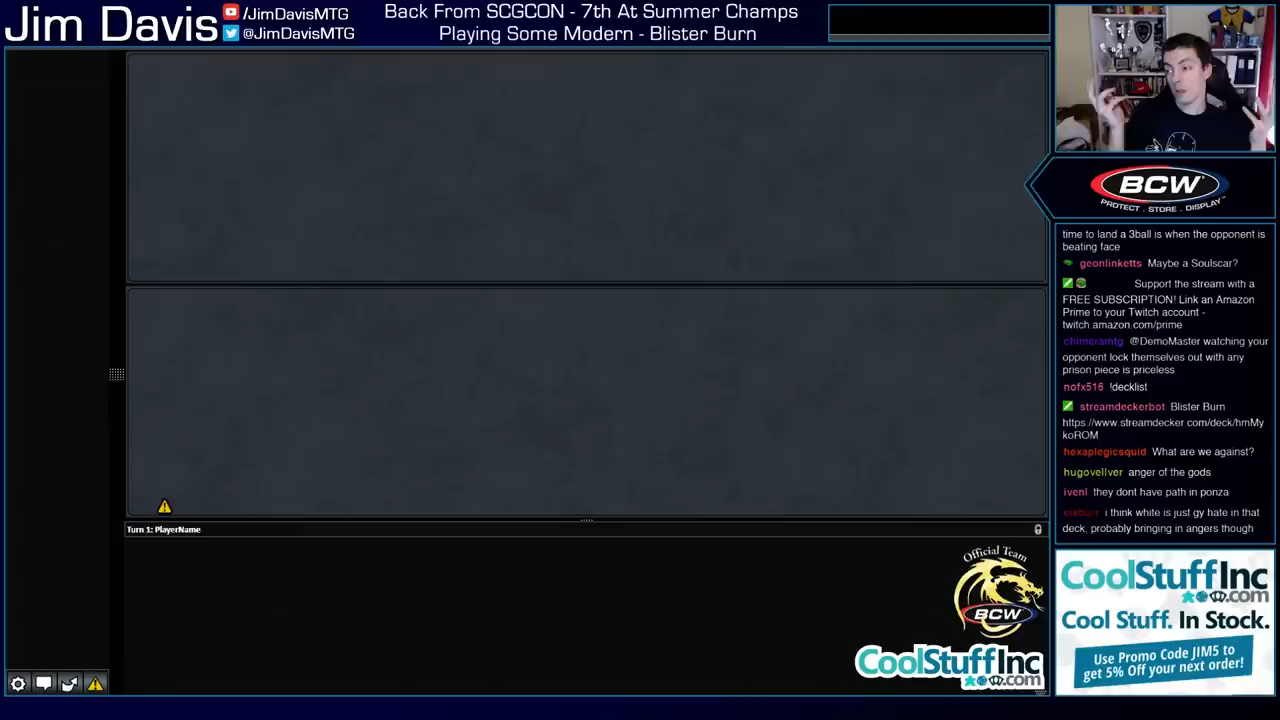 Jim Davis
/JimDavisMTG
@JimDavisMTG
Back From SCGCON - 7th At Summer Champs
Playing Some Modern - Blister Burn
BCW
PROTECT . STORE . DISPLAY
time to land a 3ball is when the opponent is
beating face
geonlinketts Maybe a Soulscar?
Support the stream with a
FREE SUBSCRIPTION! Link an Amazon
Prime to your Twitch account -
twitch.amazon.com/prime
chimeramtg @DemoMaster watching your
opponent lock themselves out with any
prison piece is priceless
nofx516 !decklist
streamdeckerbot Blister Burn
https://www.streamdecker.com/deck/hmMy
koROM
hexaplegicsquid What are we against?
hugovellver anger of the gods
ivenl they dont have path in ponza
i think white is just gy hate in that
deck, probably bringing in angers though
Turn 1: PlayerName
Official Team
BCW
CoolStuffInc
.com
CoolStuffInc
.com
Cool Stuff. In Stock.
Use Promo Code JIM5 to
get 5% Off your next order!